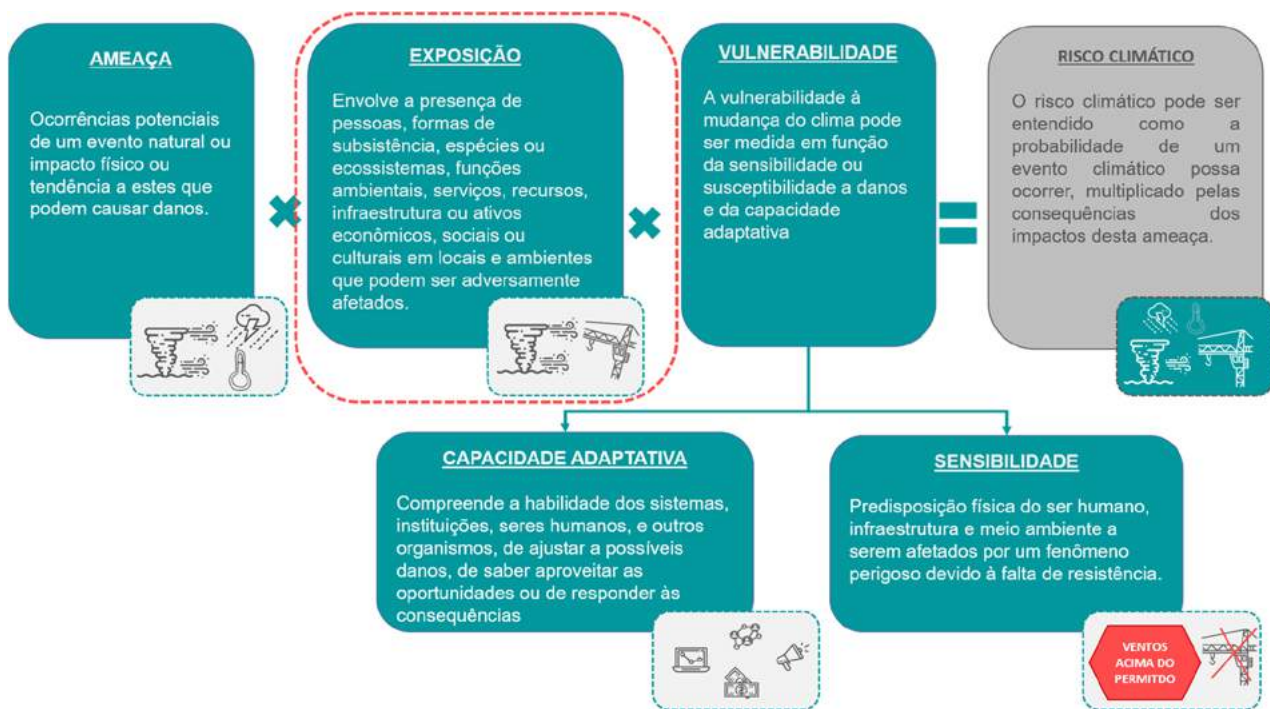 AMEAÇA
Ocorrências potenciais
de um evento natural ou
impacto físico ou
tendência a estes que
podem causar danos.
EXPOSIÇÃO
Envolve a presença de
pessoas, formas de
subsistência, espécies ou
ecossistemas, funções
ambientais, serviços, recursos,
infraestrutura ou ativos
econômicos, sociais ou
culturais em locais e ambientes
que podem ser adversamente
afetados.
VULNERABILIDADE
A vulnerabilidade à
mudança do clima pode
ser medida em função
da sensibilidade ou
susceptibilidade a danos
e da capacidade
adaptativa
RISCO CLIMÁTICO
O risco climático pode ser
entendido como a
probabilidade de um
evento climático possa
ocorrer, multiplicado pelas
consequências dos
impactos desta ameaça.
CAPACIDADE ADAPTATIVA
Compreende a habilidade dos sistemas,
instituições, seres humanos, e outros
organismos, de ajustar a possíveis
danos, de saber aproveitar as
oportunidades ou de responder às
consequências
SENSIBILIDADE
Predisposição física do ser humano,
infraestrutura e meio ambiente a
serem afetados por um fenômeno
perigoso devido à falta de resistência.
VENTOS
ACIMA DO
PERMITDO